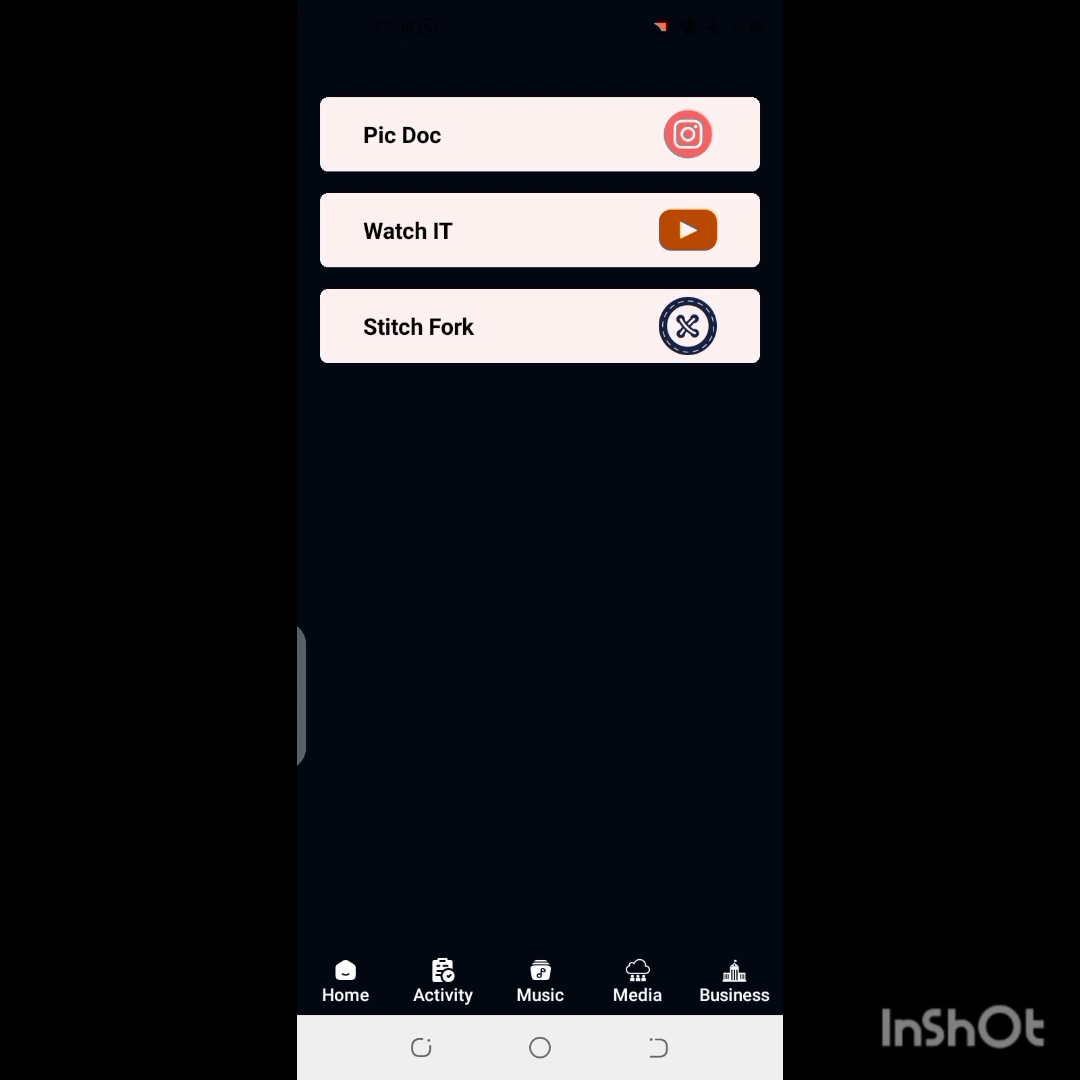 Pic Doc
Watch IT
Stitch Fork
Home Activity Music Media Business
InShOt